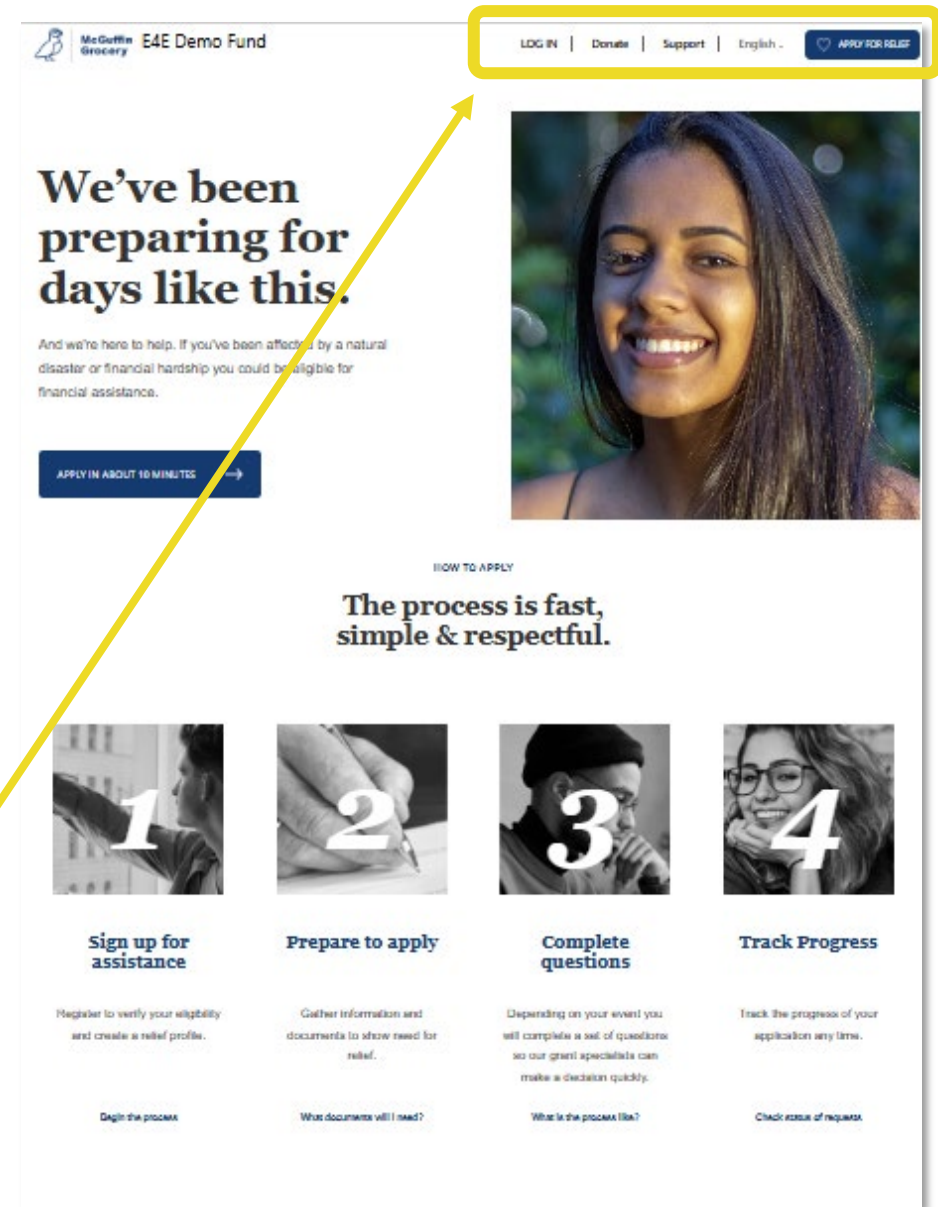 McGuffin
Grocery
E4E Demo Fund
LOG IN | Donate | Support | English
APPLY FOR RELIEF
We've been
preparing for
days like this.
And we're here to help. If you've been affected by a natural
disaster or financial hardship you could be eligible for
financial assistance.
APPLY IN ABOUT 10 MINUTES →
HOW TO APPLY
The process is fast,
simple & respectful.
1
2
3
4
Sign up for
assistance
Register to verify your eligibility
and create a relief profile.
Begin the process
Prepare to apply
Gather information and
documents to show need for
relief.
What documents will I need?
Complete
questions
Depending on your event you
will complete a set of questions
so our grant specialists can
make a decision quickly.
What is the process like?
Track Progress
Track the progress of your
application any time.
Check status of requests